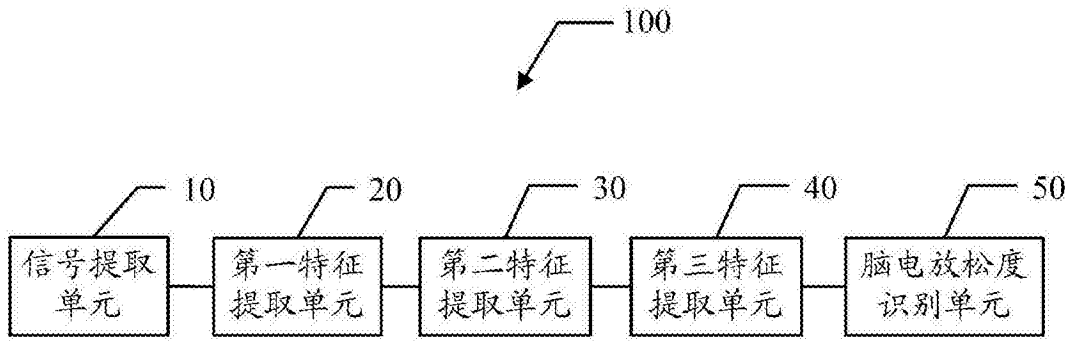 100
10
20
30
40
50
信号提取
单元
第一特征
提取单元
第二特征
提取单元
第三特征
提取单元
脑电放松度
识别单元